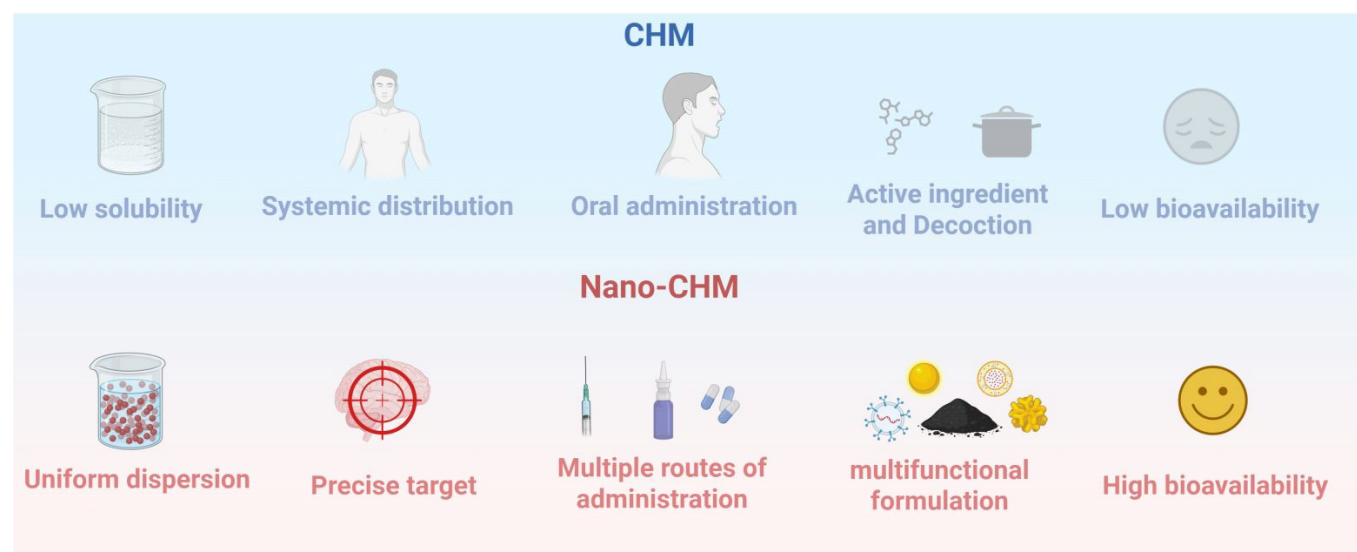 CHM
Low solubility
Systemic distribution
Oral administration
Active ingredient
and Decoction
Low bioavailability
Nano-CHM
Uniform dispersion
Precise target
Multiple routes of
administration
multifunctional
formulation
High bioavailability